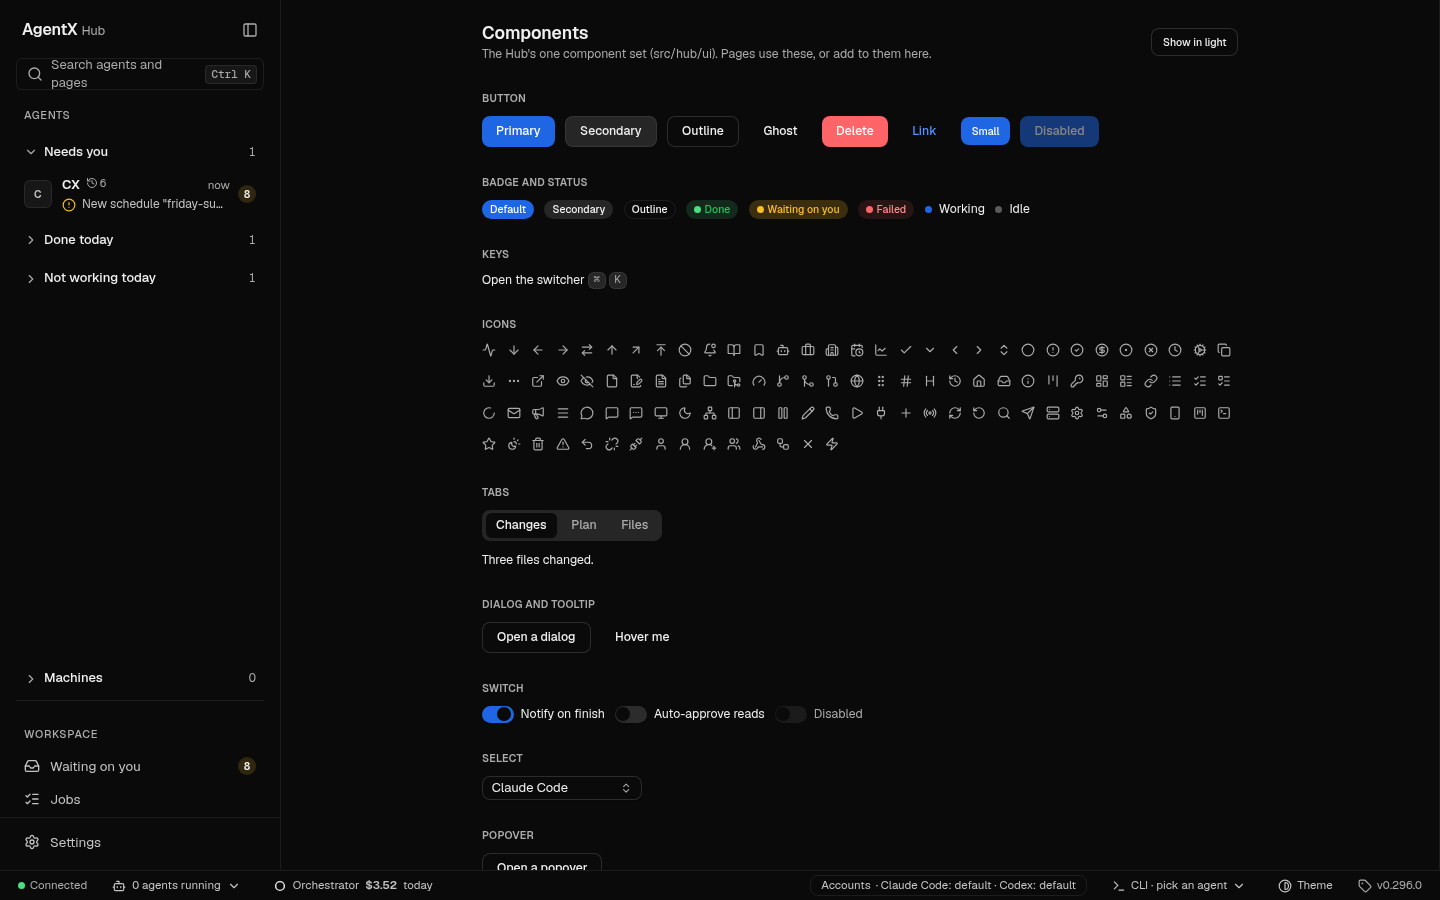 AgentX Hub
Search agents and pages
Ctrl K
AGENTS
Needs you 1
C
CX 6 now
New schedule "friday-su... 8
Done today 1
Not working today 1
Machines 0
WORKSPACE
Waiting on you 8
Jobs
Settings
Components
The Hub's one component set (src/hub/ui). Pages use these, or add to them here.
Show in light
BUTTON
Primary Secondary Outline Ghost Delete Link Small Disabled
BADGE AND STATUS
Default Secondary Outline Done Waiting on you Failed Working Idle
KEYS
Open the switcher ⌘ K
ICONS
TABS
Changes Plan Files
Three files changed.
DIALOG AND TOOLTIP
Open a dialog Hover me
SWITCH
Notify on finish Auto-approve reads Disabled
SELECT
Claude Code
POPOVER
Open a popover
Connected 0 agents running Orchestrator $3.52 today Accounts · Claude Code: default · Codex: default CLI · pick an agent Theme v0.296.0